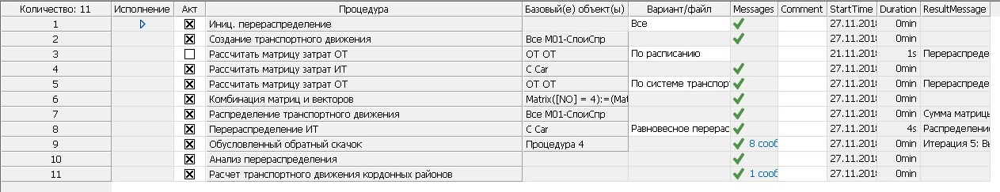 Количество: 11 Исполнение Акт Процедура Базовый(е) объект(ы) Вариант/файл Messages Comment StartTime Duration ResultMessage
1 Иниц. перераспределение Все 27.11.2018 0min
2 Создание транспортного движения Все М01-СлоиСпр 27.11.2018 0min
3 Рассчитать матрицу затрат ОТ ОТ ОТ По расписанию 21.11.2018 1s Перераспреде
4 Рассчитать матрицу затрат ИТ C Car 27.11.2018 0min
5 Рассчитать матрицу затрат ОТ ОТ ОТ По системе транспорт 27.11.2018 0min Перераспреде
6 Комбинация матриц и векторов Matrix([NO] = 4):=(Mat 27.11.2018 0min
7 Распределение транспортного движения Все М01-СлоиСпр 27.11.2018 0min Сумма матрицы
8 Перераспределение ИТ C Car Равновесное перерас 27.11.2018 4s Распределение
9 Обусловленный обратный скачок Процедура 4 8 сооб 27.11.2018 0min Итерация 5: Вы
10 Анализ перераспределения 27.11.2018 0min
11 Расчет транспортного движения кордонных районов 1 сооб 27.11.2018 0min